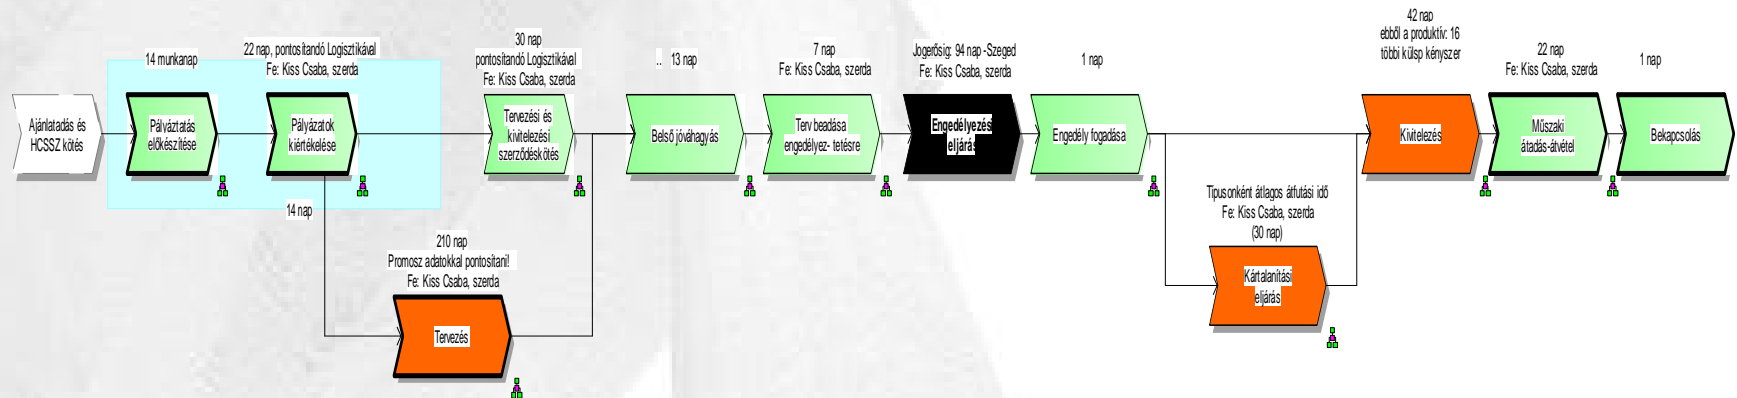 Ajánlatadás és
HCSSZ kötés
14 munkanap
Pályáztatás
előkészítése
22 nap, pontosítandó Logisztikával
Fe: Kiss Csaba, szerda
Pályázatok
kiértékelése
14 nap
210 nap
Promosz adatokkal pontosítani!
Fe: Kiss Csaba, szerda
Tervezés
30 nap
pontosítandó Logisztikával
Fe: Kiss Csaba, szerda
Tervezési és
kivitelezési
szerződéskötés
.. 13 nap
Belső jóváhagyás
7 nap
Fe: Kiss Csaba, szerda
Terv beadása
engedélyez- tetésre
Jogerősig: 94 nap -Szeged
Fe: Kiss Csaba, szerda
Engedélyezési
eljárás
1 nap
Engedély fogadása
Típusonként átlagos átfutási idő
Fe: Kiss Csaba, szerda
(30 nap)
Kártalanítási
eljárás
42 nap
ebből a produktív: 16
többi külsp kényszer
Kivitelezés
22 nap
Fe: Kiss Csaba, szerda
Műszaki
átadás-átvétel
1 nap
Bekapcsolás